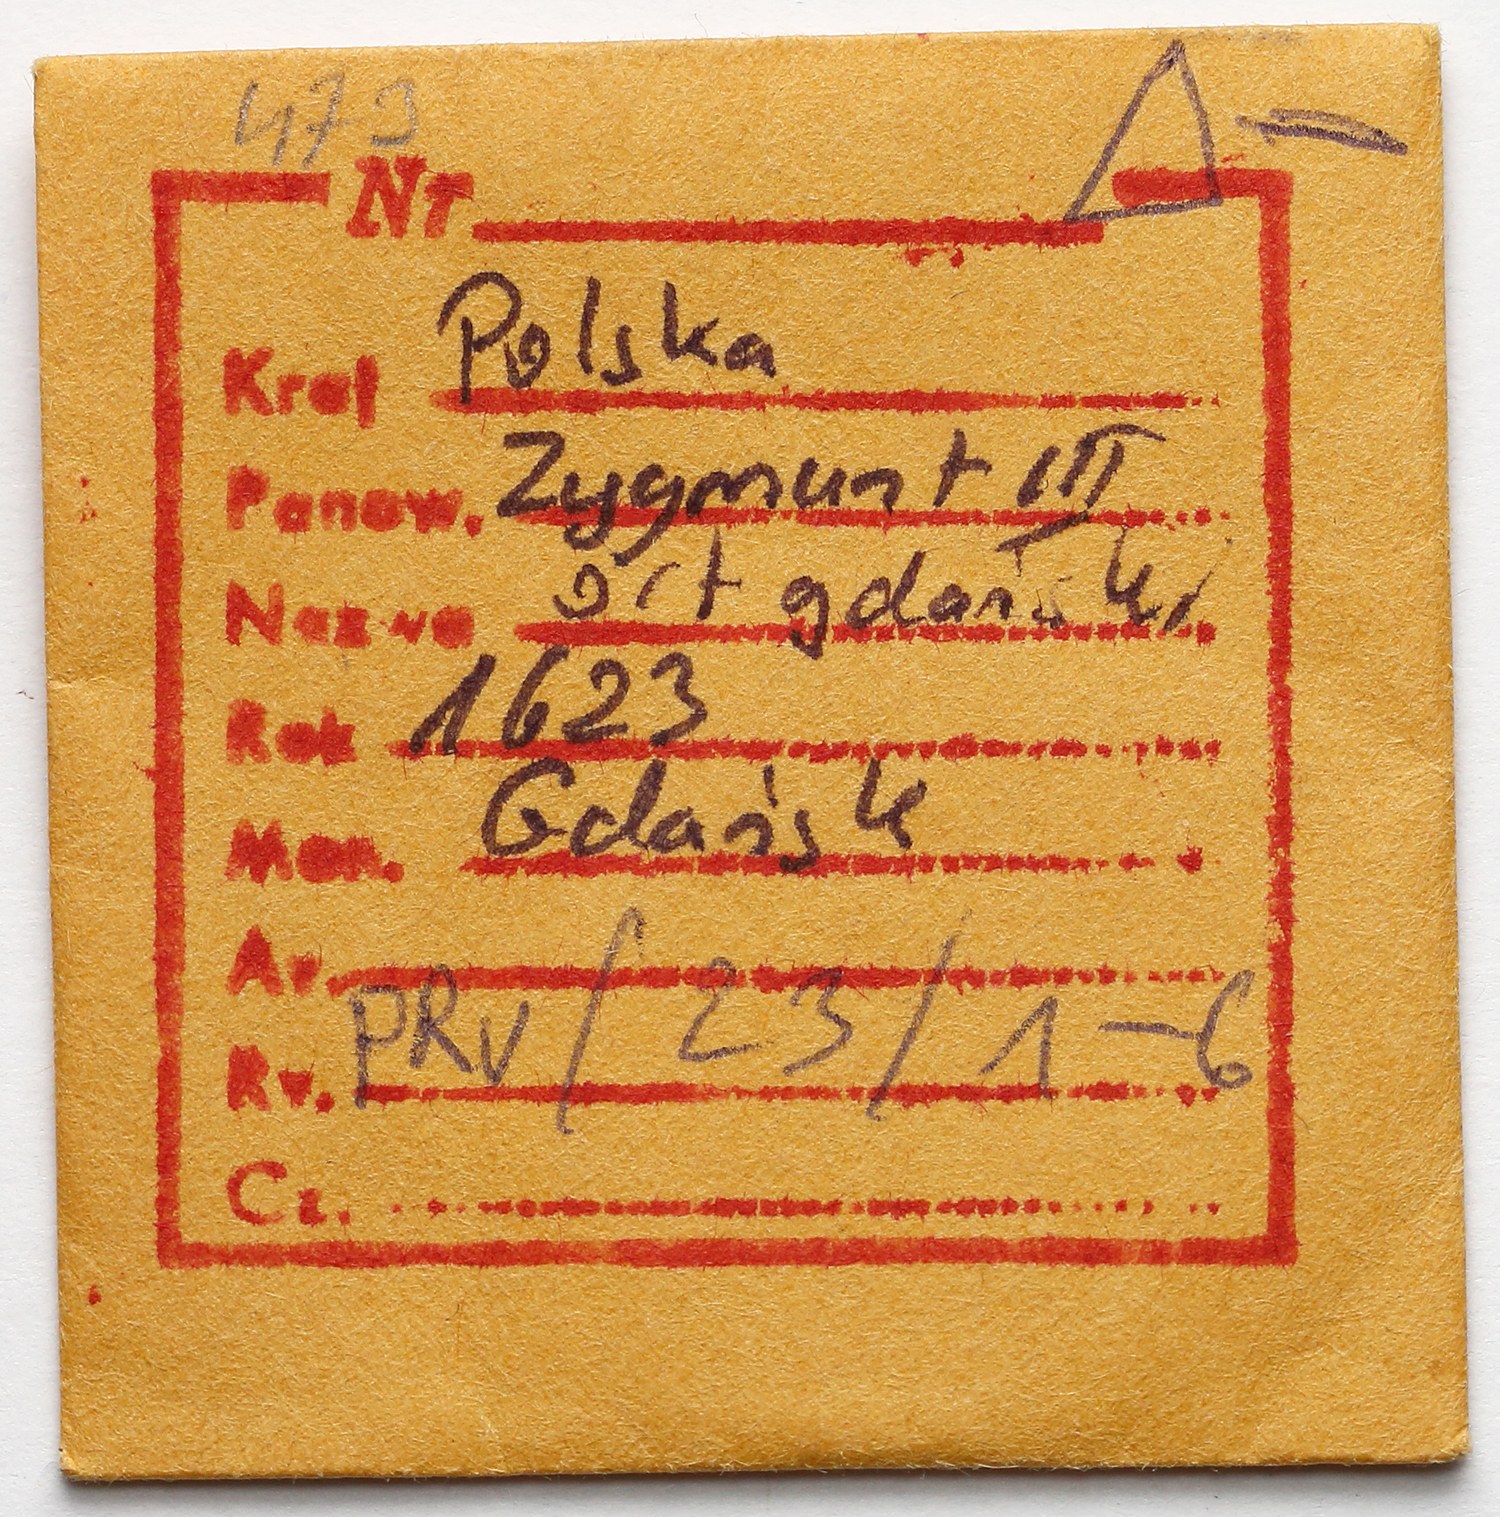 479 A-
Nr
Kraj Polska
Panow. Zygmunt III
Nazwa ort gdański
Rok 1623
Men. Gdańsk
Av.
Rv. PRV/23/1-6
Cz.